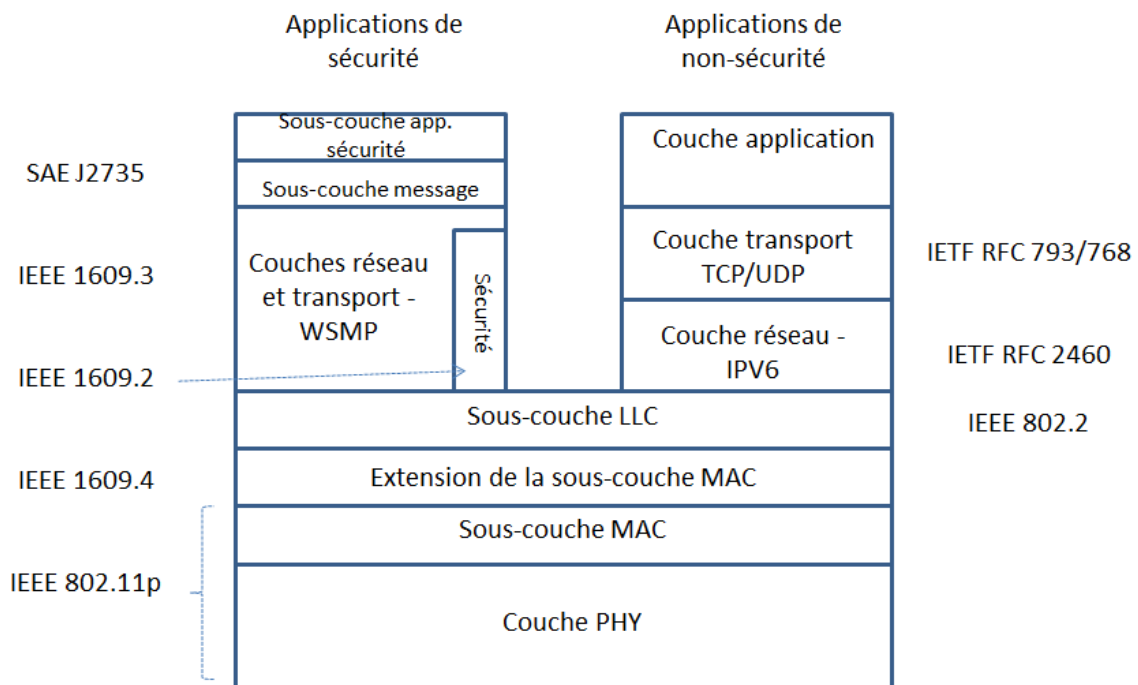 Applications de
sécurité
Applications de
non-sécurité
Sous-couche app.
sécurité
Couche application
SAE J2735
Sous-couche message
IEEE 1609.3
Couches réseau
et transport -
WSMP
Sécurité
Couche transport
TCP/UDP
IETF RFC 793/768
IEEE 1609.2
Couche réseau -
IPV6
IETF RFC 2460
Sous-couche LLC
IEEE 802.2
IEEE 1609.4
Extension de la sous-couche MAC
Sous-couche MAC
IEEE 802.11p
Couche PHY